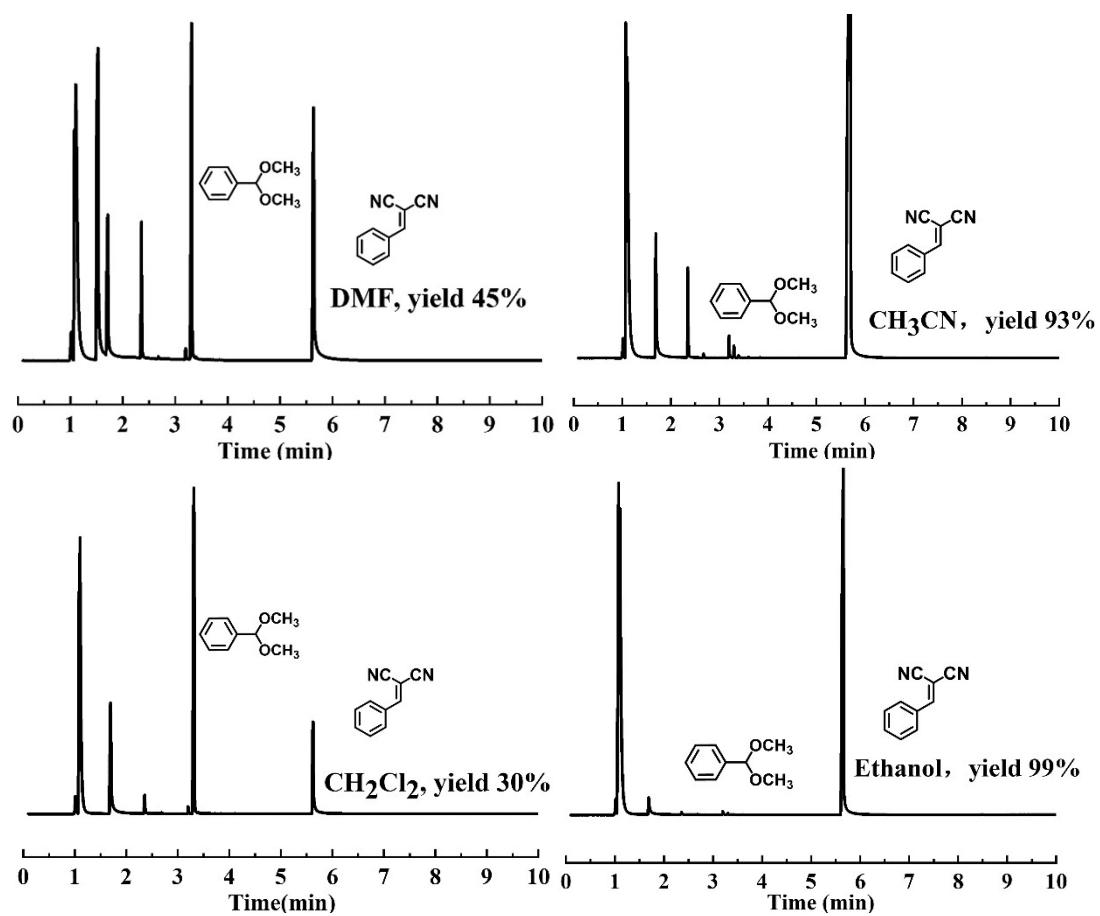 OCH₃
OCH₃
NC CN
DMF, yield 45%
0 1 2 3 4 5 6 7 8 9 10
Time (min)
NC CN
OCH₃
OCH₃
CH₃CN, yield 93%
0 1 2 3 4 5 6 7 8 9 10
Time (min)
OCH₃
OCH₃
NC CN
CH₂Cl₂, yield 30%
0 1 2 3 4 5 6 7 8 9 10
Time(min)
NC CN
OCH₃
OCH₃
Ethanol, yield 99%
0 1 2 3 4 5 6 7 8 9 10
Time (min)